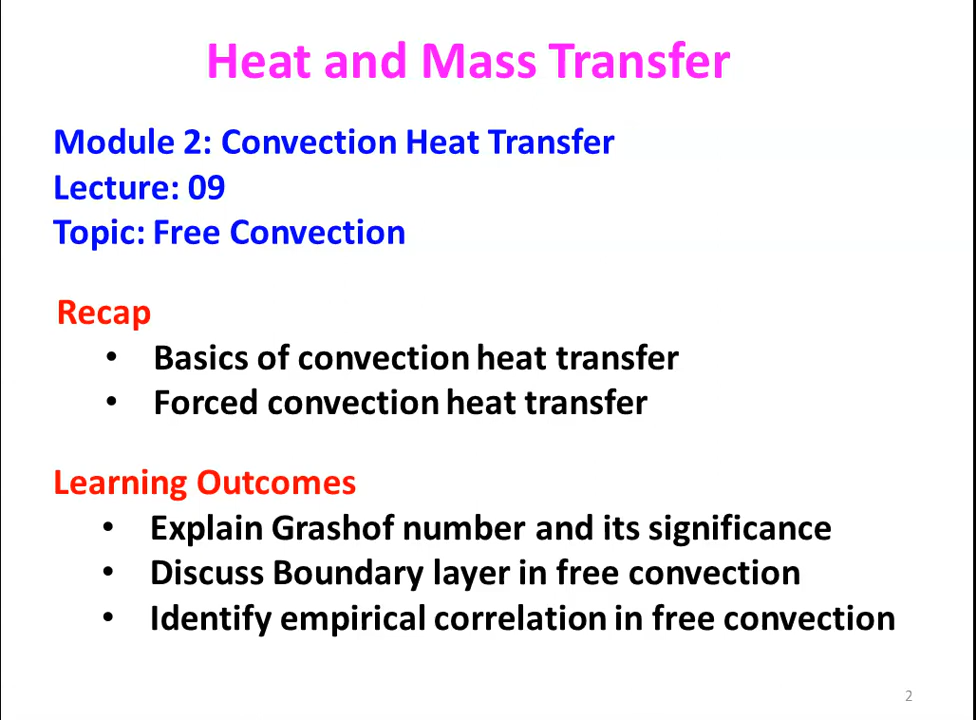 Heat and Mass Transfer
Module 2: Convection Heat Transfer
Lecture: 09
Topic: Free Convection
Recap
• Basics of convection heat transfer
• Forced convection heat transfer
Learning Outcomes
• Explain Grashof number and its significance
• Discuss Boundary layer in free convection
• Identify empirical correlation in free convection
2